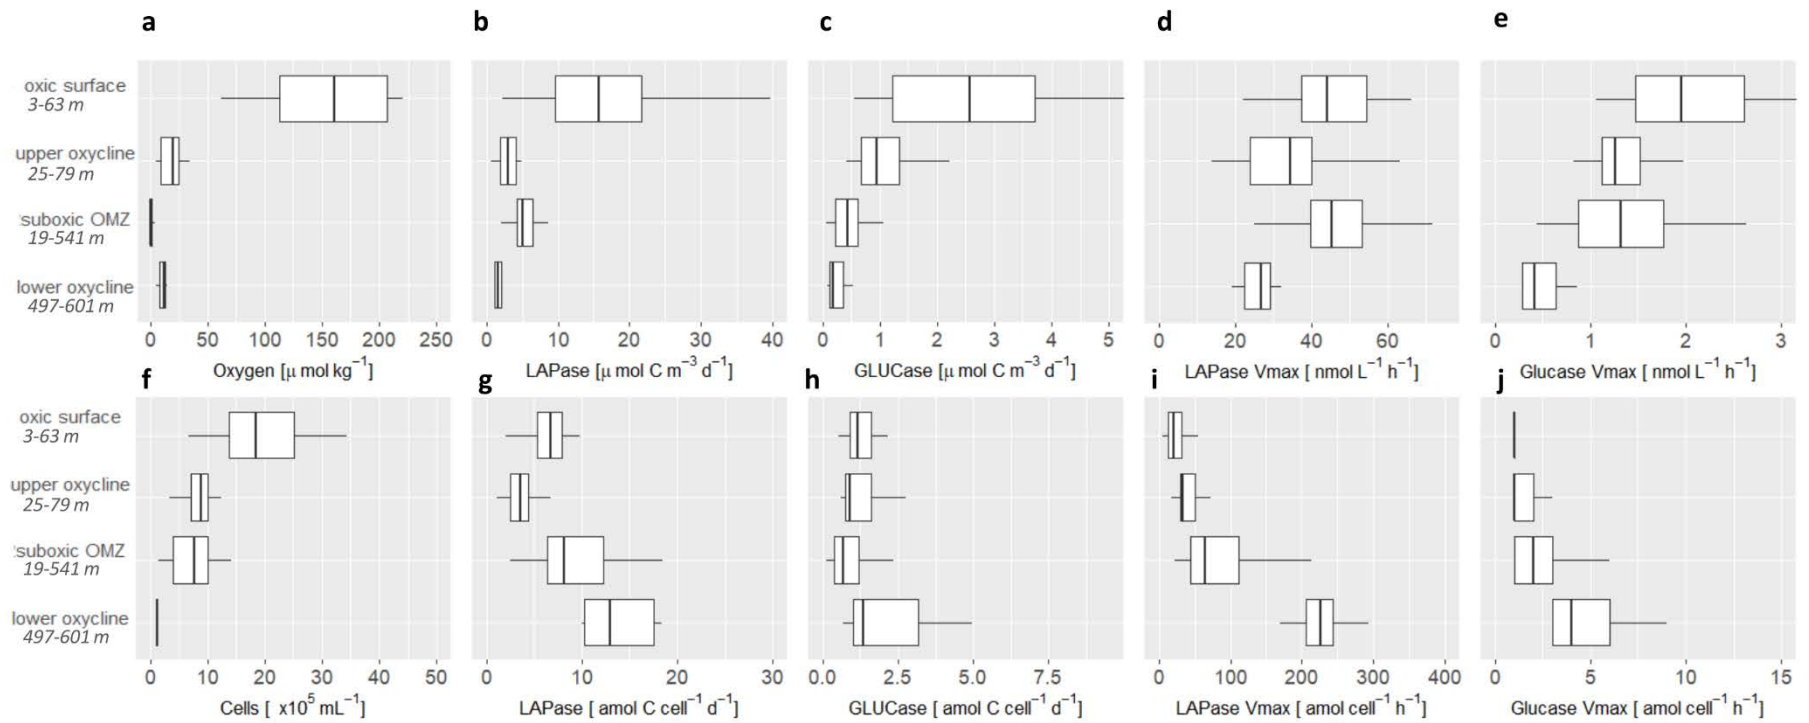 a b c d e
oxic surface
3-63 m
upper oxycline
25-79 m
suboxic OMZ
19-541 m
lower oxycline
497-601 m
0 50 100 150 200 250
0 10 20 30 40
0 1 2 3 4 5
0 20 40 60
0 1 2 3
Oxygen [μ mol kg⁻¹]
LAPase [μ mol C m⁻³ d⁻¹]
GLUCase [μ mol C m⁻³ d⁻¹]
LAPase Vmax [ nmol L⁻¹ h⁻¹]
Glucase Vmax [ nmol L⁻¹ h⁻¹]
f g h i j
oxic surface
3-63 m
upper oxycline
25-79 m
suboxic OMZ
19-541 m
lower oxycline
497-601 m
0 10 20 30 40 50
0 10 20 30
0.0 2.5 5.0 7.5
0 100 200 300 400
0 5 10 15
Cells [ x10⁵ mL⁻¹]
LAPase [ amol C cell⁻¹ d⁻¹]
GLUCase [ amol C cell⁻¹ d⁻¹]
LAPase Vmax [ amol cell⁻¹ h⁻¹]
Glucase Vmax [ amol cell⁻¹ h⁻¹]